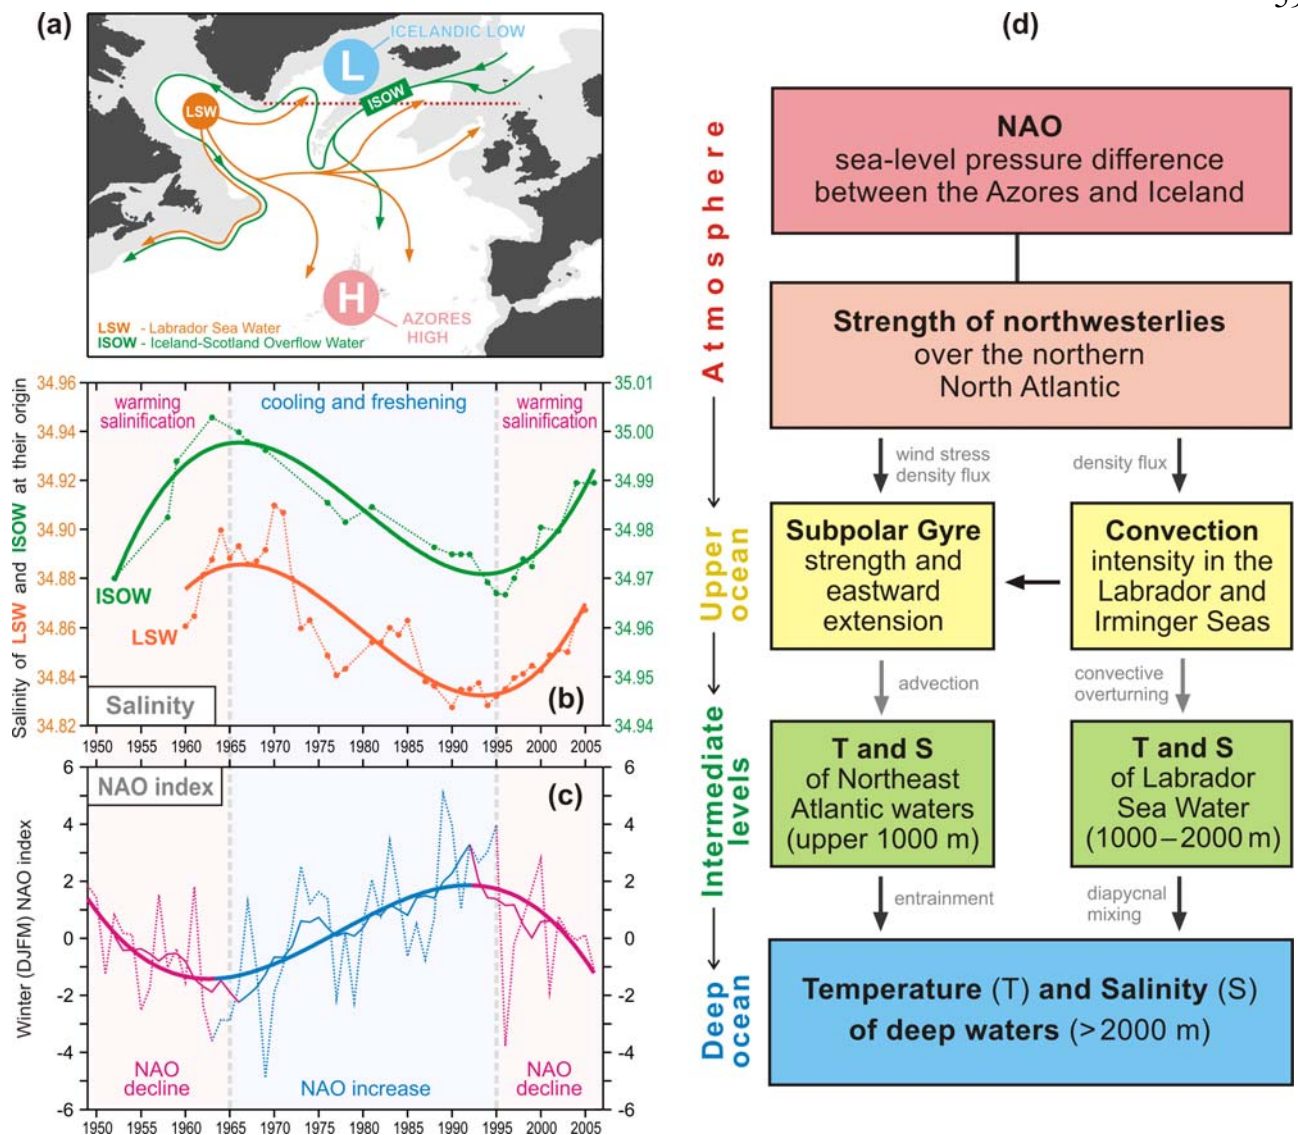 (a)
ICELANDIC LOW
L
ISOW
LSW
H
AZORES
HIGH
LSW - Labrador Sea Water
ISOW - Iceland-Scotland Overflow Water
Salinity of LSW and ISOW at their origin
34.96
34.94
34.92
34.90
34.88
34.86
34.84
34.82
warming
salinification
cooling and freshening
warming
salinification
35.01
35.00
34.99
34.98
34.97
34.96
34.95
34.94
ISOW
LSW
Salinity
(b)
1950 1955 1960 1965 1970 1975 1980 1985 1990 1995 2000 2005
Winter (DJFM) NAO index
6
4
2
0
-2
-4
-6
NAO index
(c)
6
4
2
0
-2
-4
-6
NAO
decline
NAO increase
NAO
decline
1950 1955 1960 1965 1970 1975 1980 1985 1990 1995 2000 2005
(d)
Atmosphere
Upper
ocean
Intermediate
levels
Deep
ocean
NAO
sea-level pressure difference
between the Azores and Iceland
Strength of northwesterlies
over the northern
North Atlantic
wind stress
density flux
density flux
Subpolar Gyre
strength and
eastward
extension
Convection
intensity in the
Labrador and
Irminger Seas
advection
convective
overturning
T and S
of Northeast
Atlantic waters
(upper 1000 m)
T and S
of Labrador
Sea Water
(1000–2000 m)
entrainment
diapycnal
mixing
Temperature (T) and Salinity (S)
of deep waters (>2000 m)